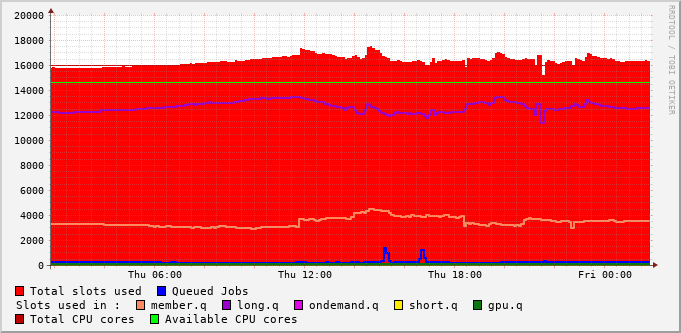 20000
18000
16000
14000
12000
10000
8000
6000
4000
2000
0
Thu 06:00 Thu 12:00 Thu 18:00 Fri 00:00
RRDTOOL / TOBI OETIKER
Total slots used Queued Jobs
Slots used in : member.q long.q ondemand.q short.q gpu.q
Total CPU cores Available CPU cores